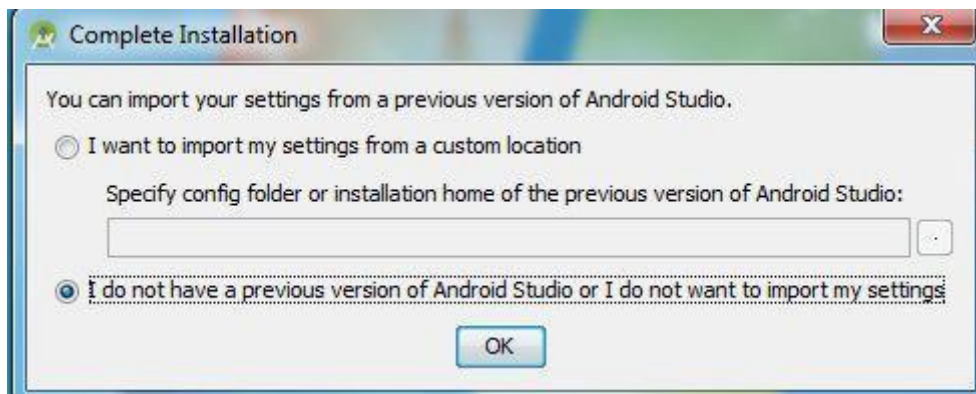 Complete Installation
You can import your settings from a previous version of Android Studio.
I want to import my settings from a custom location
Specify config folder or installation home of the previous version of Android Studio:
.
I do not have a previous version of Android Studio or I do not want to import my settings
OK